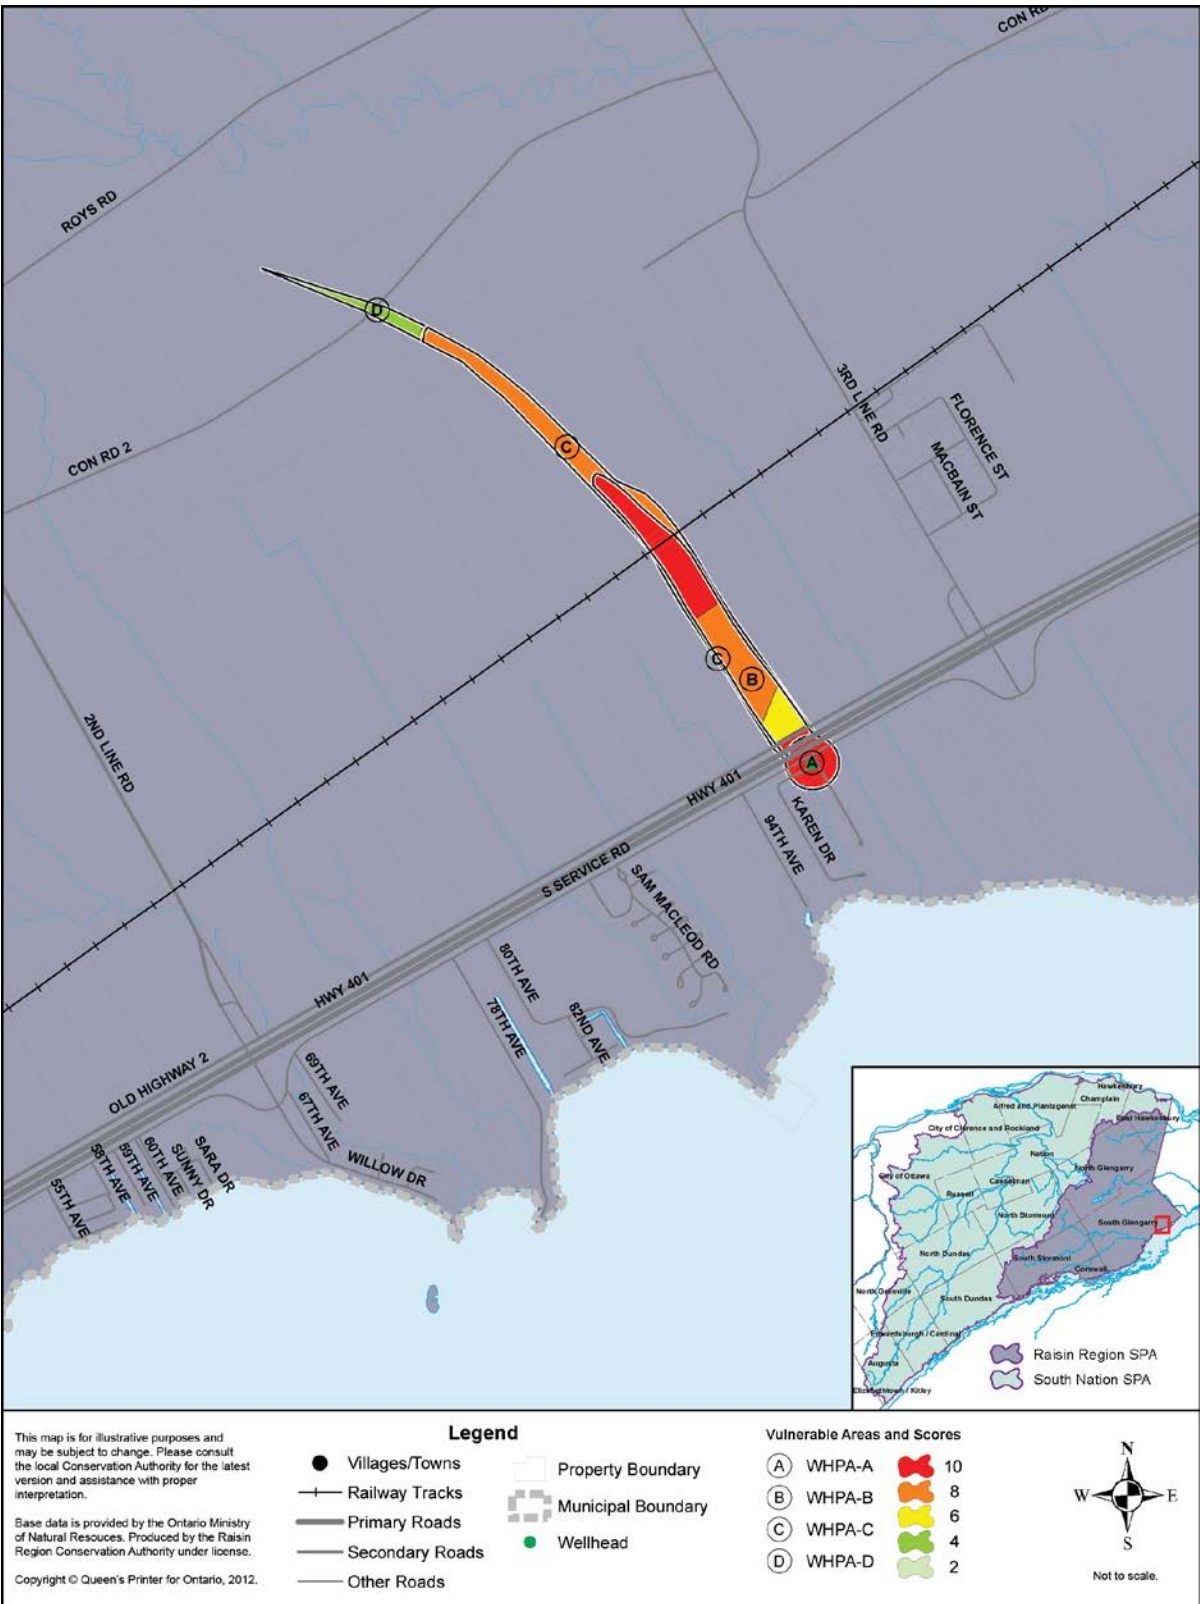 CON RD
ROYS RD
D
3RD LINE RD
FLORENCE ST
C
CON RD 2
MACBAIN ST
C
B
2ND LINE RD
A
HWY 401
KAREN DR
94TH AVE
S SERVICE RD
SAM MACLEOD RD
80TH AVE
HWY 401
78TH AVE
82ND AVE
OLD HIGHWAY 2
69TH AVE
67TH AVE
WILLOW DR
SARA DR
SUNNY DR
60TH AVE
59TH AVE
58TH AVE
55TH AVE
Hawkesbury
Champlain
Alfred and Plantagenet
East Hawkesbury
City of Clarence and Rockland
Nation
North Glengarry
City of Ottawa
Casselman
Russell
North Stormont
South Glengarry
North Dundas
South Stormont
Cornwall
North Grenville
South Dundas
Edwardsburgh / Cardinal
Augusta
Elizabethtown / Kitley
Raisin Region SPA
South Nation SPA
This map is for illustrative purposes and
may be subject to change. Please consult
the local Conservation Authority for the latest
version and assistance with proper
interpretation.
Base data is provided by the Ontario Ministry
of Natural Resouces. Produced by the Raisin
Region Conservation Authority under license.
Copyright © Queen's Printer for Ontario, 2012.
Legend
Villages/Towns
Railway Tracks
Primary Roads
Secondary Roads
Other Roads
Property Boundary
Municipal Boundary
Wellhead
Vulnerable Areas and Scores
A WHPA-A 10
B WHPA-B 8
C WHPA-C 6
D WHPA-D 4
2
N
W E
S
Not to scale.